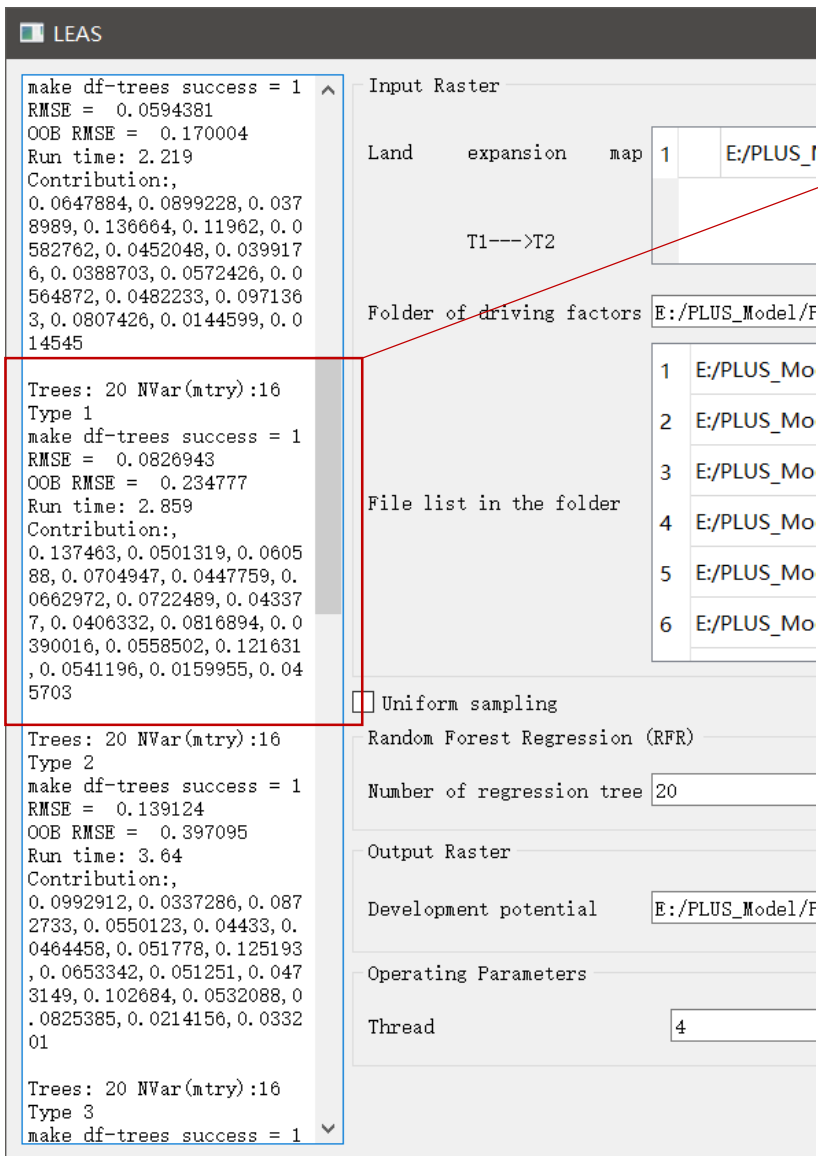 LEAS
make df-trees success = 1
RMSE =  0.0594381
OOB RMSE =  0.170004
Run time: 2.219
Contribution:,
0.0647884,0.0899228,0.037
8989,0.136664,0.11962,0.0
582762,0.0452048,0.039917
6,0.0388703,0.0572426,0.0
564872,0.0482233,0.097136
3,0.0807426,0.0144599,0.0
14545
Trees: 20 NVar(mtry):16
Type 1
make df-trees success = 1
RMSE =  0.0826943
OOB RMSE =  0.234777
Run time: 2.859
Contribution:,
0.137463,0.0501319,0.0605
88,0.0704947,0.0447759,0.
0662972,0.0722489,0.04337
7,0.0406332,0.0816894,0.0
390016,0.0558502,0.121631
,0.0541196,0.0159955,0.04
5703
Trees: 20 NVar(mtry):16
Type 2
make df-trees success = 1
RMSE =  0.139124
OOB RMSE =  0.397095
Run time: 3.64
Contribution:,
0.0992912,0.0337286,0.087
2733,0.0550123,0.04433,0.
0464458,0.051778,0.125193
,0.0653342,0.051251,0.047
3149,0.102684,0.0532088,0
.0825385,0.0214156,0.0332
01
Trees: 20 NVar(mtry):16
Type 3
make df-trees success = 1
Input Raster
Land expansion map
1 E:/PLUS_
T1--->T2
Folder of driving factors E:/PLUS_Model/
File list in the folder
1 E:/PLUS_Mo
2 E:/PLUS_Mo
3 E:/PLUS_Mo
4 E:/PLUS_Mo
5 E:/PLUS_Mo
6 E:/PLUS_Mo
Uniform sampling
Random Forest Regression (RFR)
Number of regression tree 20
Output Raster
Development potential E:/PLUS_Model/
Operating Parameters
Thread 4